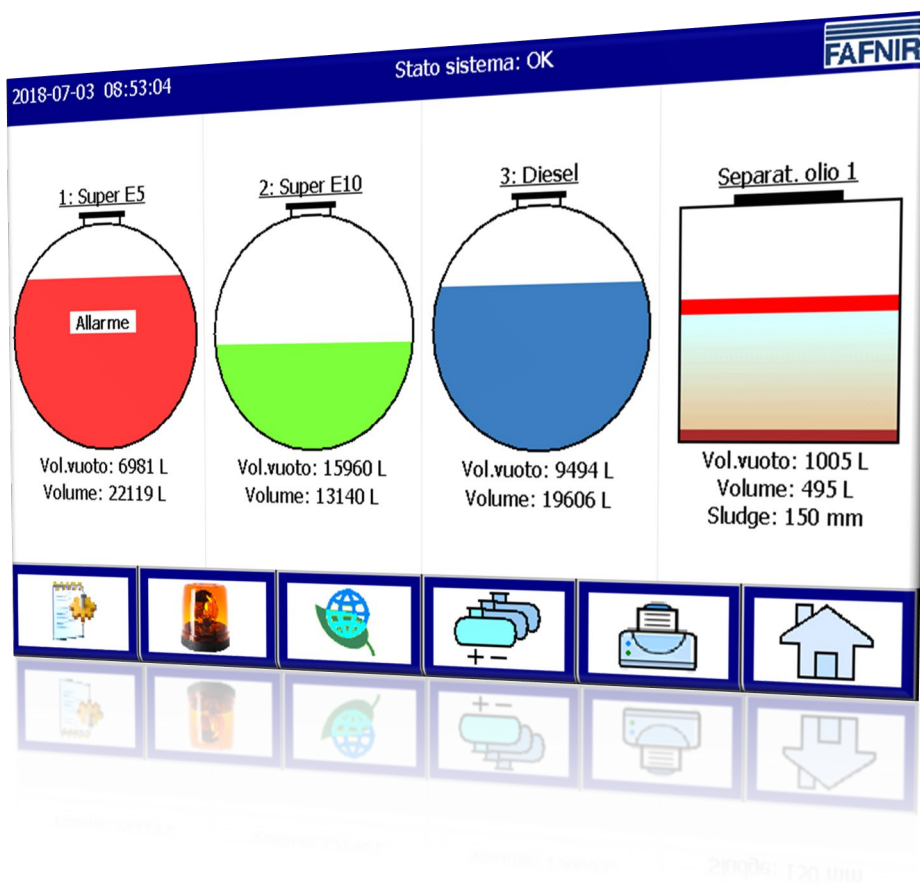 2018-07-03 08:53:04
Stato sistema: OK
FAFNIR
1: Super E5
Allarme
Vol.vuoto: 6981 L
Volume: 22119 L
2: Super E10
Vol.vuoto: 15960 L
Volume: 13140 L
3: Diesel
Vol.vuoto: 9494 L
Volume: 19606 L
Separat. olio 1
Vol.vuoto: 1005 L
Volume: 495 L
Sludge: 150 mm